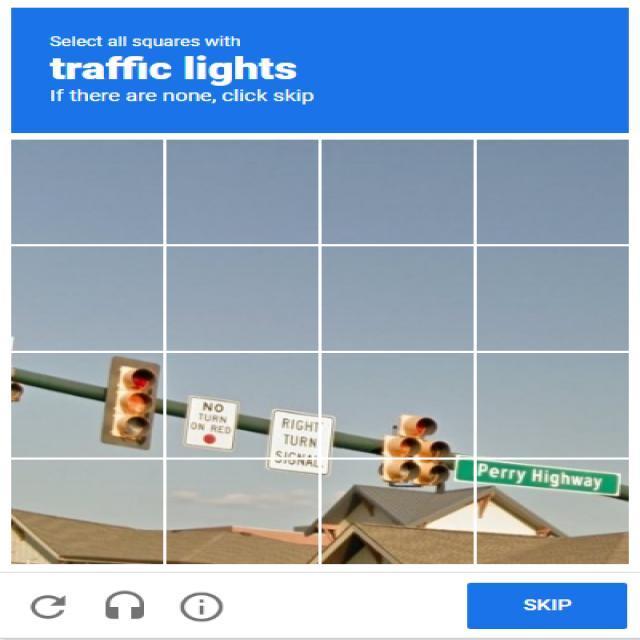 Select all squares with
traffic lights
If there are none, click skip
NO
TURN
ON RED
RIGHT
TURN
SIGNAL
Perry Highway
SKIP